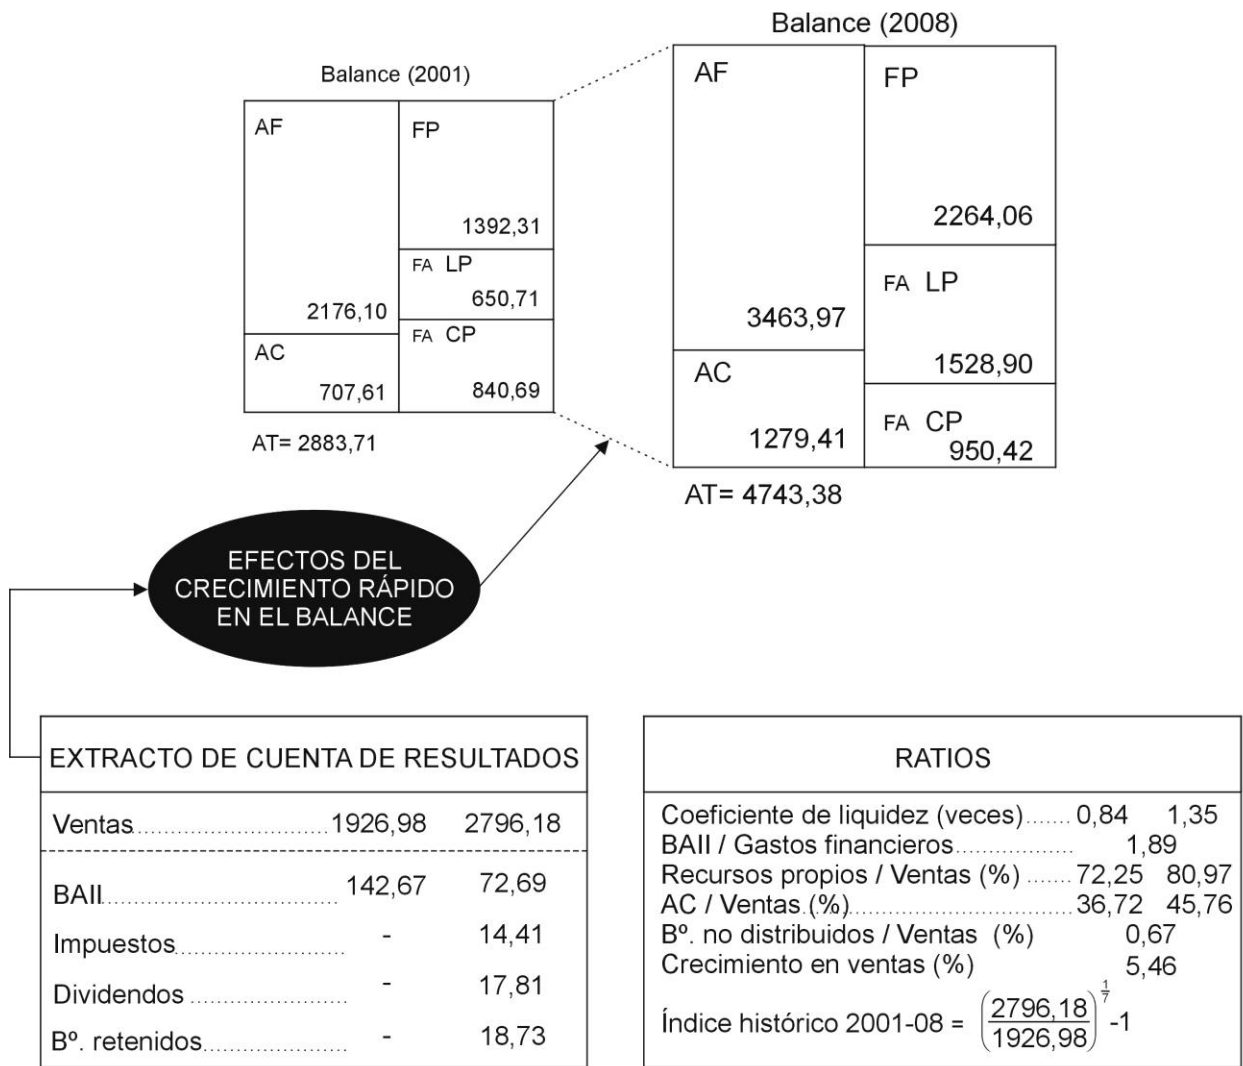 Balance (2001)
AF
2176,10
AC
707,61
FP
1392,31
FA LP
650,71
FA CP
840,69
AT= 2883,71
Balance (2008)
AF
3463,97
AC
1279,41
FP
2264,06
FA LP
1528,90
FA CP
950,42
AT= 4743,38
EFECTOS DEL
CRECIMIENTO RÁPIDO
EN EL BALANCE
EXTRACTO DE CUENTA DE RESULTADOS
Ventas 1926,98 2796,18
BAII 142,67 72,69
Impuestos - 14,41
Dividendos - 17,81
Bº. retenidos - 18,73
RATIOS
Coeficiente de liquidez (veces) 0,84 1,35
BAII / Gastos financieros 1,89
Recursos propios / Ventas (%) 72,25 80,97
AC / Ventas (%) 36,72 45,76
Bº. no distribuidos / Ventas (%) 0,67
Crecimiento en ventas (%) 5,46
Índice histórico 2001-08 = (2796,18/1926,98)^1/7 -1